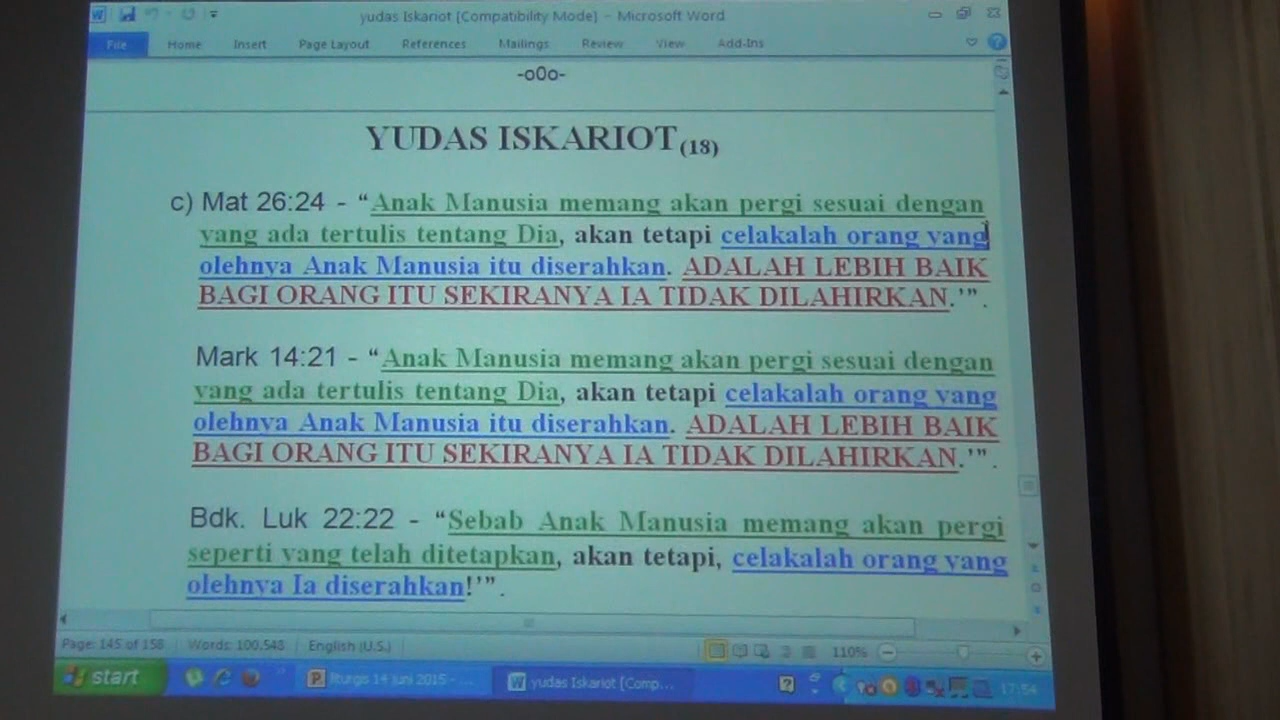 yudas Iskariot [Compatibility Mode] - Microsoft Word
File Home Insert Page Layout References Mailings Review View Add-Ins
-o0o-
YUDAS ISKARIOT(18)
c) Mat 26:24 - “Anak Manusia memang akan pergi sesuai dengan
yang ada tertulis tentang Dia, akan tetapi celakalah orang yang
olehnya Anak Manusia itu diserahkan. ADALAH LEBIH BAIK
BAGI ORANG ITU SEKIRANYA IA TIDAK DILAHIRKAN.’”.
Mark 14:21 - “Anak Manusia memang akan pergi sesuai dengan
yang ada tertulis tentang Dia, akan tetapi celakalah orang yang
olehnya Anak Manusia itu diserahkan. ADALAH LEBIH BAIK
BAGI ORANG ITU SEKIRANYA IA TIDAK DILAHIRKAN.’”.
Bdk. Luk 22:22 - “Sebab Anak Manusia memang akan pergi
seperti yang telah ditetapkan, akan tetapi, celakalah orang yang
olehnya Ia diserahkan!’”.
Page: 145 of 158 Words: 100,548 English (U.S.) 110%
start liturgis 14 juni 2015 - ... yudas Iskariot [Comp... 17:54